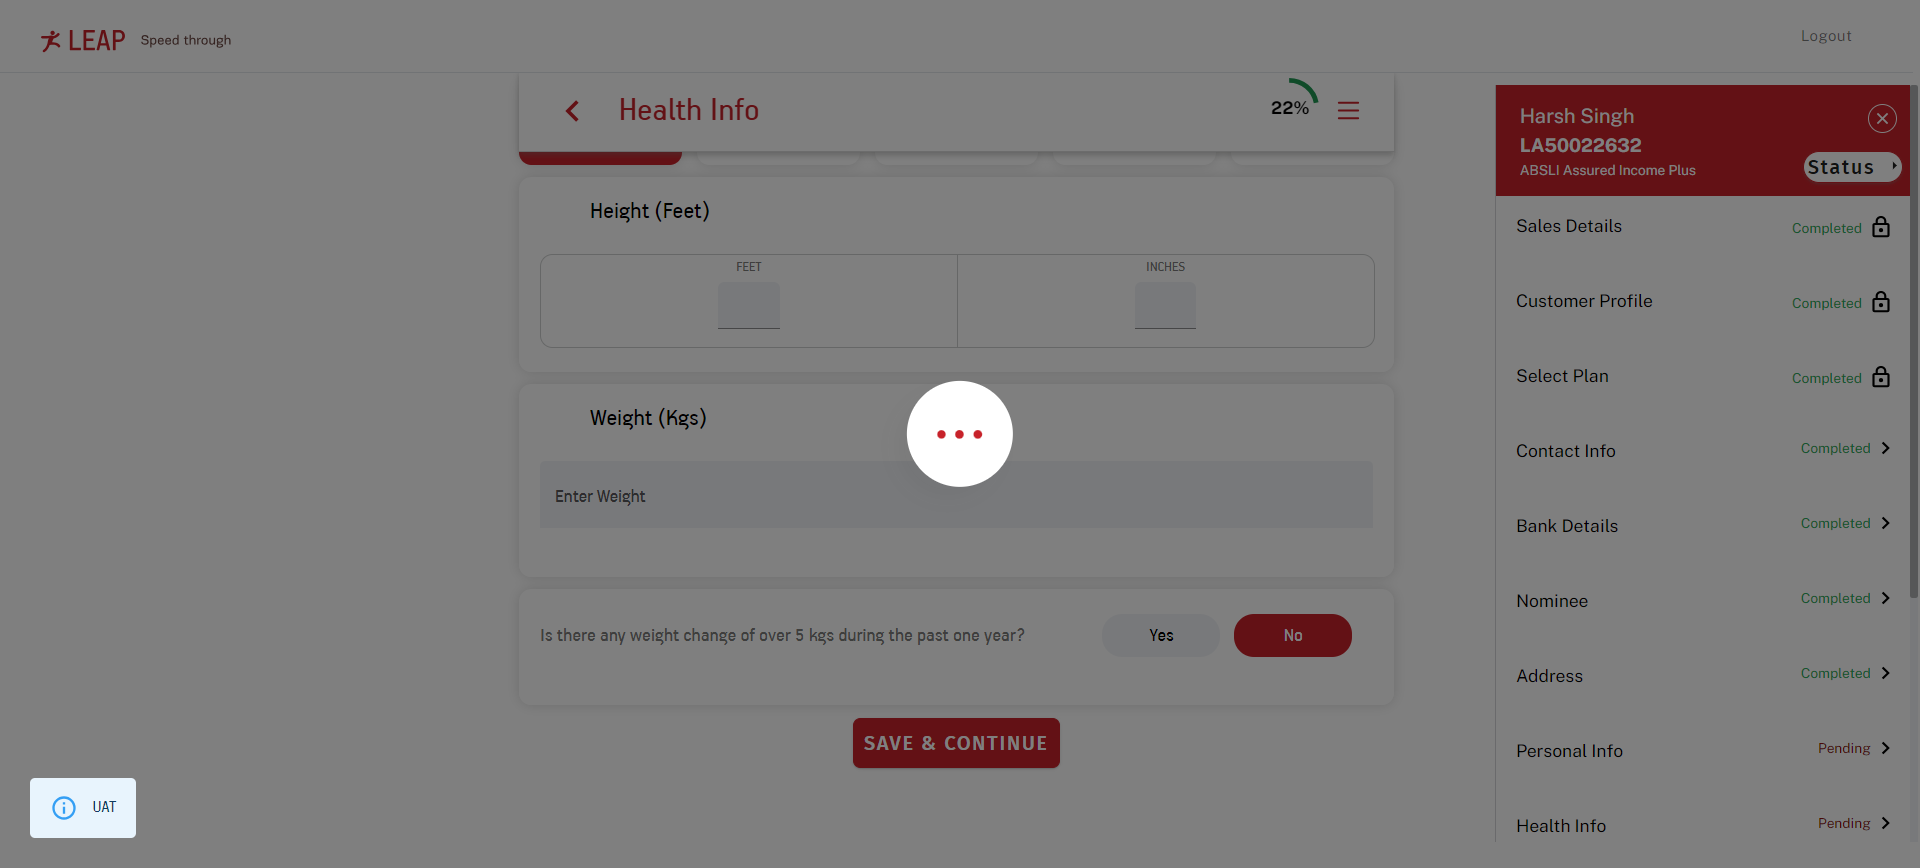 LEAP Speed through
Logout
Health Info
22%
Height (Feet)
FEET
INCHES
Weight (Kgs)
Enter Weight
Is there any weight change of over 5 kgs during the past one year?
Yes
No
SAVE & CONTINUE
UAT
Harsh Singh
LA50022632
ABSLI Assured Income Plus
Status
Sales Details Completed
Customer Profile Completed
Select Plan Completed
Contact Info Completed
Bank Details Completed
Nominee Completed
Address Completed
Personal Info Pending
Health Info Pending